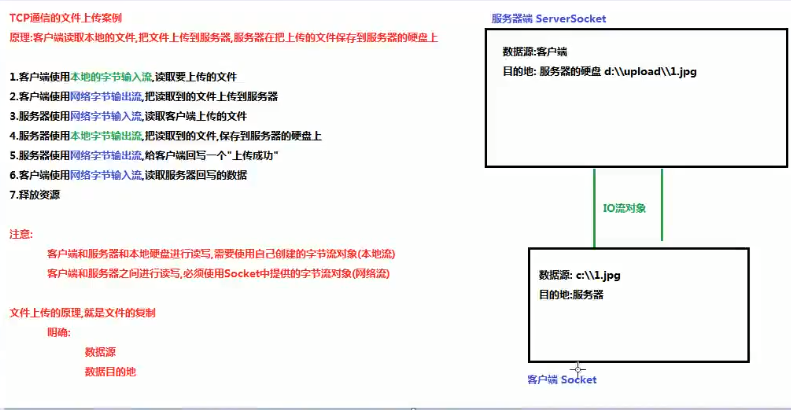 TCP通信的文件上传案例
原理:客户端读取本地的文件,把文件上传到服务器,服务器在把上传的文件保存到服务器的硬盘上
1.客户端使用本地的字节输入流,读取要上传的文件
2.客户端使用网络字节输出流,把读取到的文件上传到服务器
3.服务器使用网络字节输入流,读取客户端上传的文件
4.服务器使用本地字节输出流,把读取到的文件,保存到服务器的硬盘上
5.服务器使用网络字节输出流,给客户端回写一个"上传成功"
6.客户端使用网络字节输入流,读取服务器回写的数据
7.释放资源
注意:
客户端和服务器和本地硬盘进行读写,需要使用自己创建的字节流对象(本地流)
客户端和服务器之间进行读写,必须使用Socket中提供的字节流对象(网络流)
文件上传的原理,就是文件的复制
明确:
数据源
数据目的地
服务器端 ServerSocket
数据源:客户端
目的地: 服务器的硬盘 d:\\upload\\1.jpg
IO流对象
数据源: c:\\1.jpg
目的地:服务器
客户端 Socket